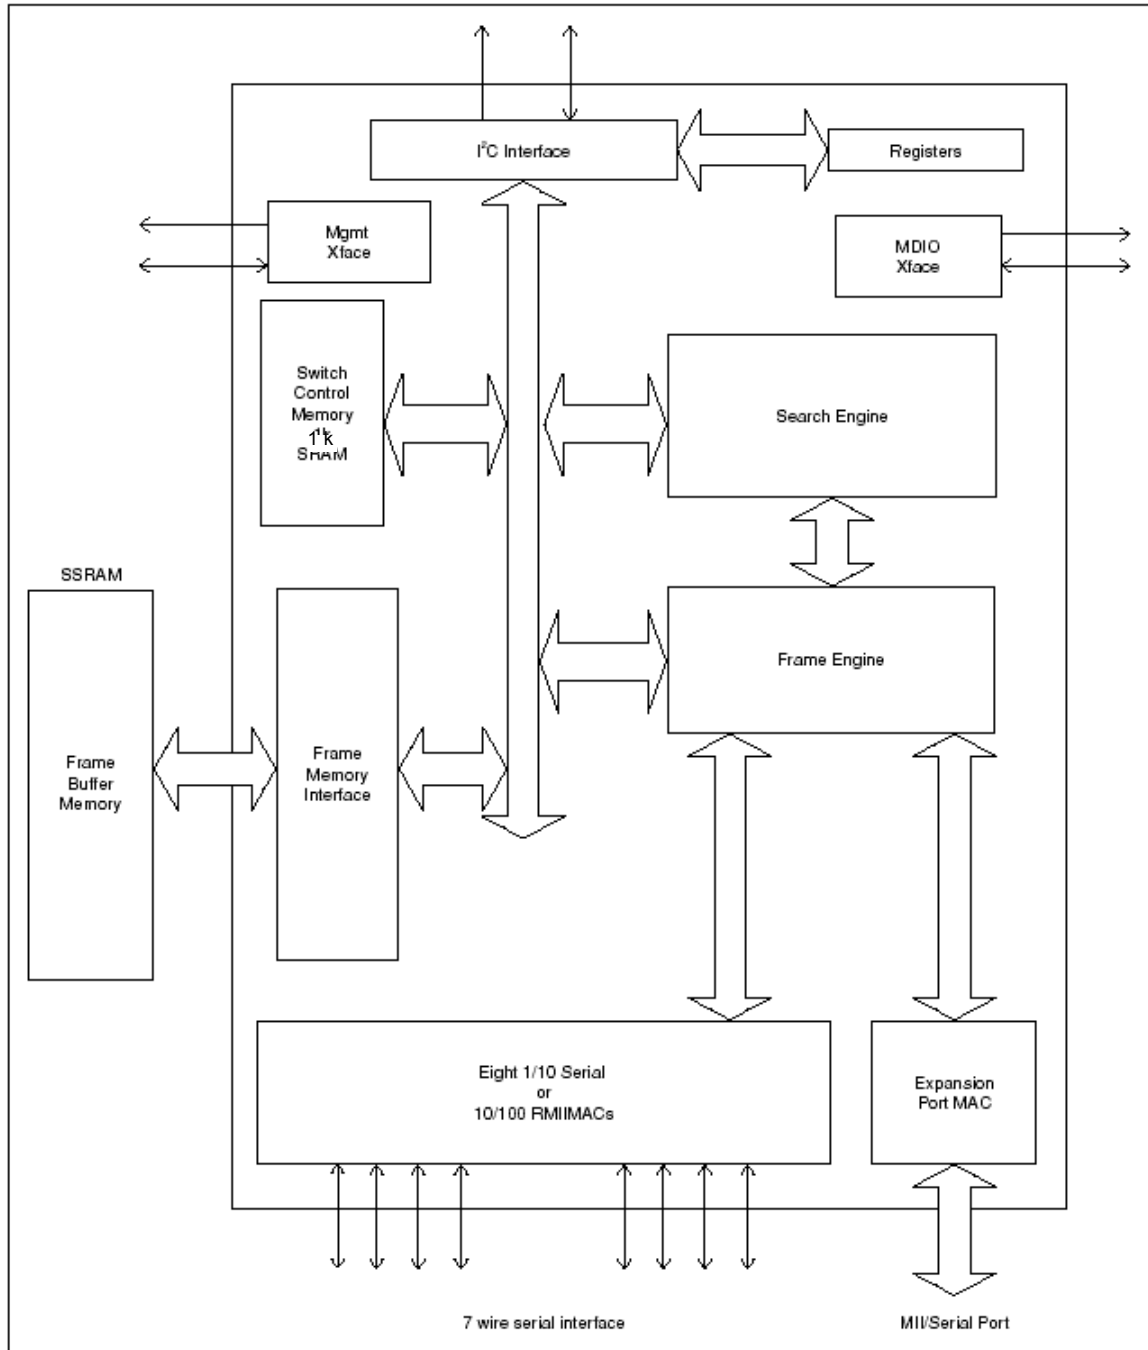 I²C Interface
Registers
Mgmt
Xface
MDIO
Xface
Switch
Control
Memory
1 k
SRAM
Search Engine
SSRAM
Frame Engine
Frame
Buffer
Memory
Frame
Memory
Interface
Eight 1/10 Serial
or
10/100 RMIIMACs
Expansion
Port MAC
7 wire serial interface
MII/Serial Port